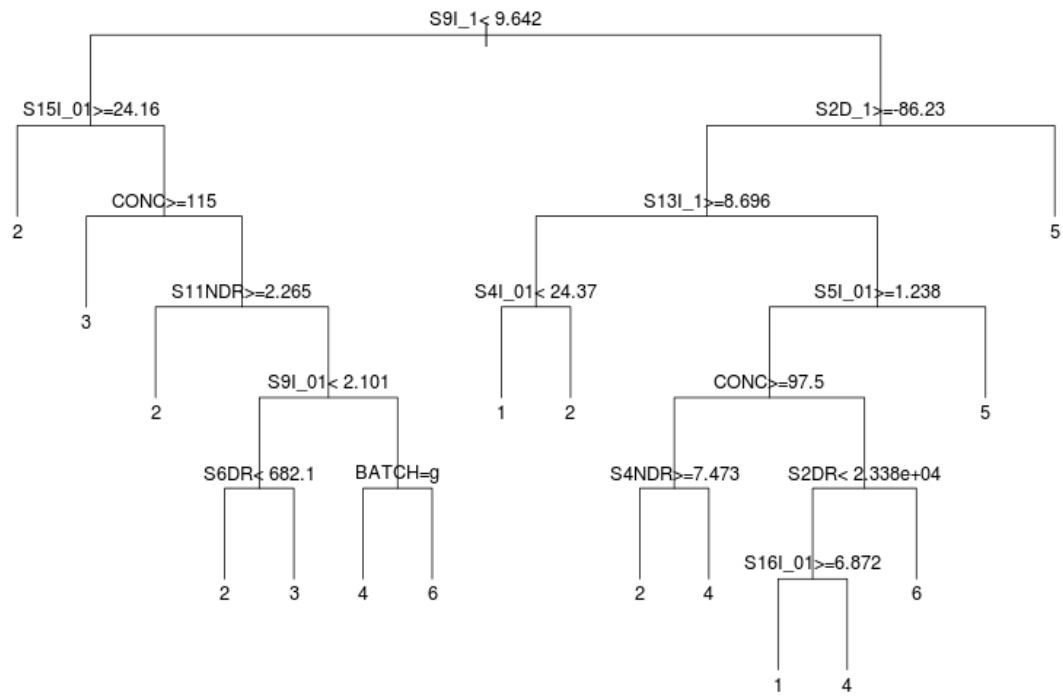 S9I_1< 9.642
S15I_01>=24.16
S2D_1>=-86.23
CONC>=115
S13I_1>=8.696
2
5
S11NDR>=2.265
S4I_01< 24.37
S5I_01>=1.238
3
S9I_01< 2.101
CONC>=97.5
2
1
2
5
S6DR< 682.1
BATCH=g
S4NDR>=7.473
S2DR< 2.338e+04
S16I_01>=6.872
2
3
4
6
2
4
6
1
4